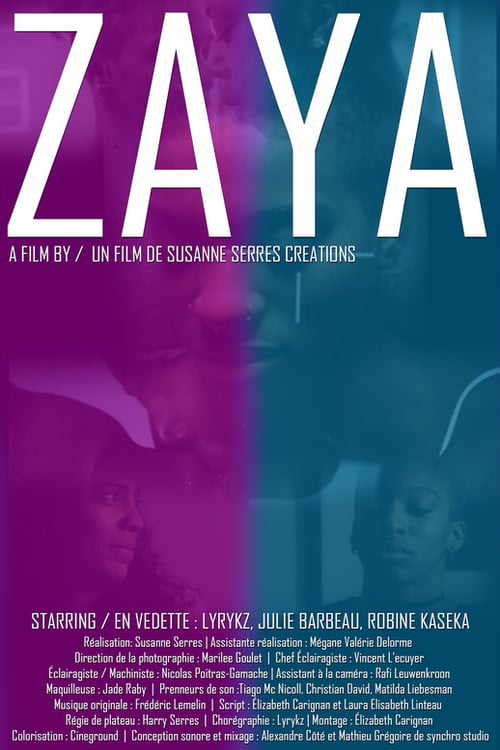 ZAYA
A FILM BY / UN FILM DE SUSANNE SERRES CREATIONS
STARRING / EN VEDETTE : LYRYKZ, JULIE BARBEAU, ROBINE KASEKA
Réalisation: Susanne Serres | Assistante réalisation : Mégane Valérie Delorme
Direction de la photographie : Marilee Goulet | Chef Éclairagiste : Vincent L'ecuyer
Éclairagiste / Machiniste : Nicolas Poitras-Gamache | Assistant à la caméra : Rafi Leuwenkroon
Maquilleuse : Jade Raby | Prenneurs de son :Tiago Mc Nicoll, Christian David, Matilda Liebesman
Musique originale : Frédéric Lemelin | Script : Élizabeth Carignan et Laura Elisabeth Linteau
Régie de plateau : Harry Serres | Chorégraphie : Lyrykz | Montage : Élizabeth Carignan
Colorisation : Cineground | Conception sonore et mixage : Alexandre Côté et Mathieu Grégoire de synchro studio